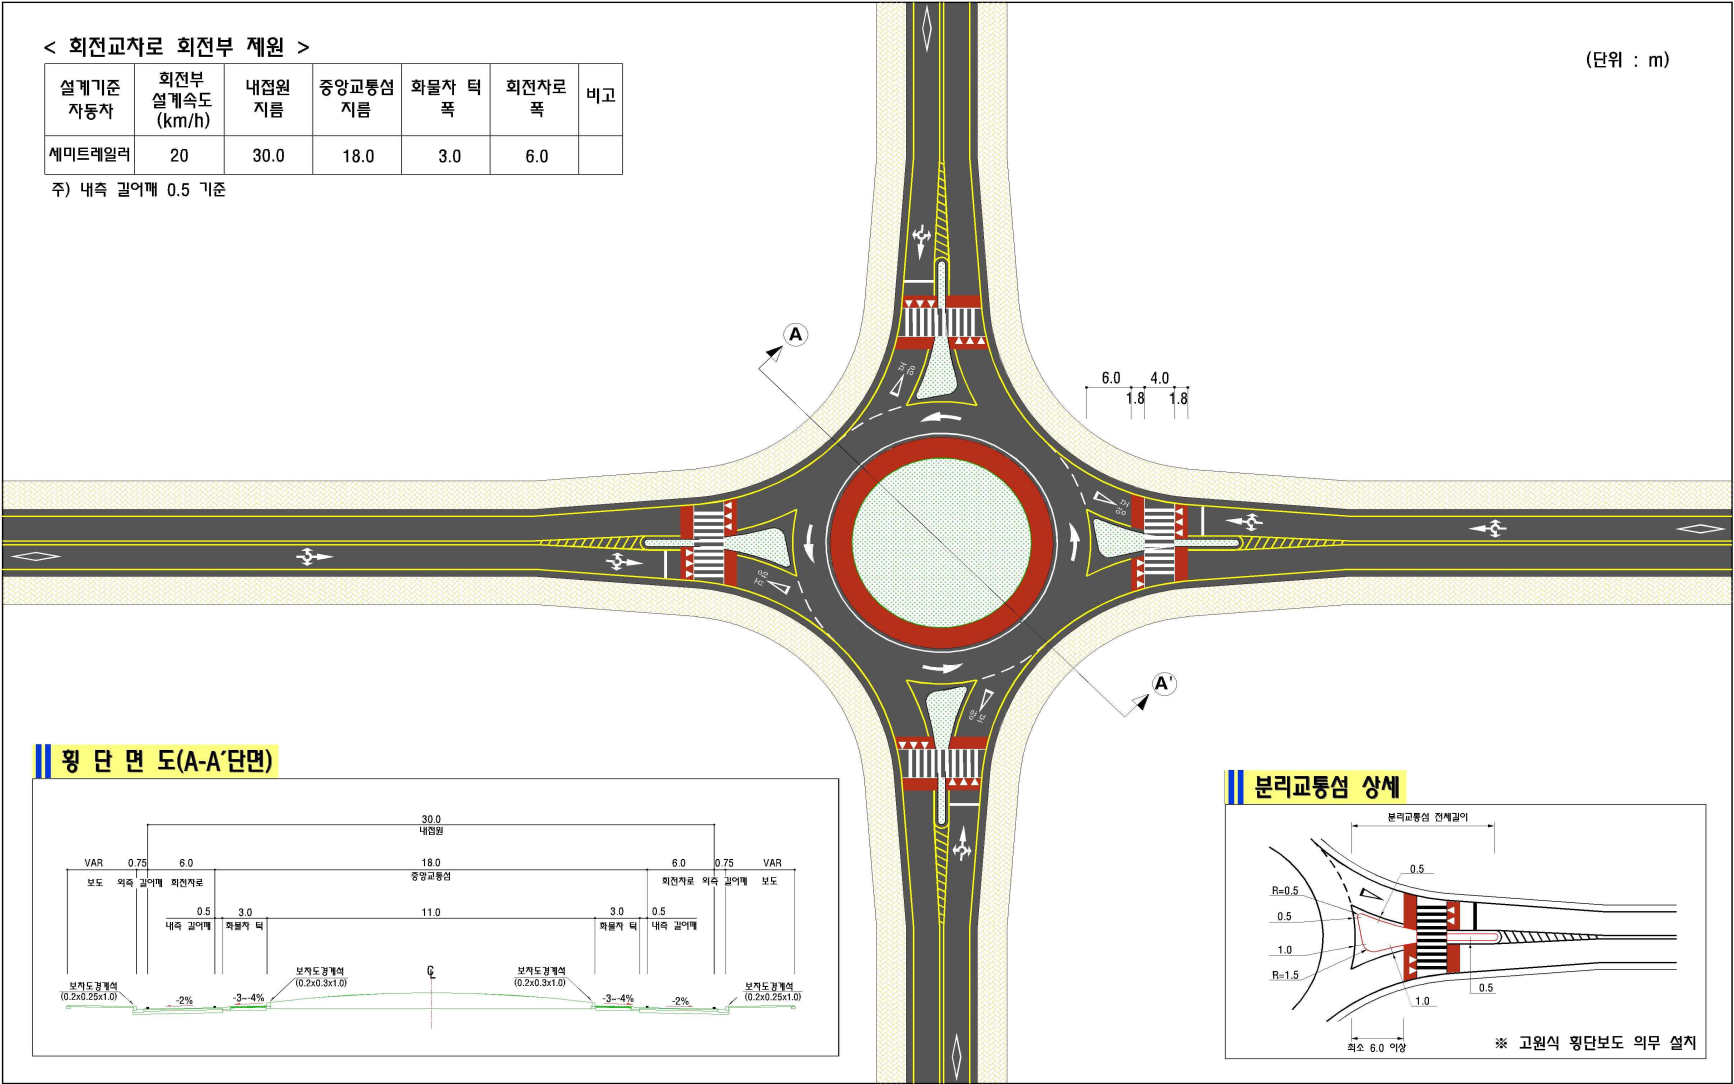 < 회전교차로 회전부 제원 >
(단위 : m)
설계기준 자동차
회전부 설계속도 (km/h)
내접원 지름
중앙교통섬 지름
화물차 턱 폭
회전차로 폭
비고
세미트레일러 20 30.0 18.0 3.0 6.0
주) 내측 길어깨 0.5 기준
A
6.0 4.0
1.8 1.8
양보
양보
양보
양보
A'
횡 단 면 도(A-A'단면)
30.0
내접원
VAR 0.75 6.0 18.0 6.0 0.75 VAR
보도 외측 길어깨 회전차로 중앙교통섬 회전차로 외측 길어깨 보도
0.5 3.0 11.0 3.0 0.5
내측 길어깨 화물차 턱 화물차 턱 내측 길어깨
보차도경계석
(0.2x0.25x1.0)
보차도경계석
(0.2x0.3x1.0)
CL
보차도경계석
(0.2x0.3x1.0)
보차도경계석
(0.2x0.25x1.0)
-2% -3~-4% -3~-4% -2%
분리교통섬 상세
분리교통섬 전체길이
0.5
R=0.5
0.5
1.0
R=1.5
0.5
1.0
최소 6.0 이상
※ 고원식 횡단보도 의무 설치